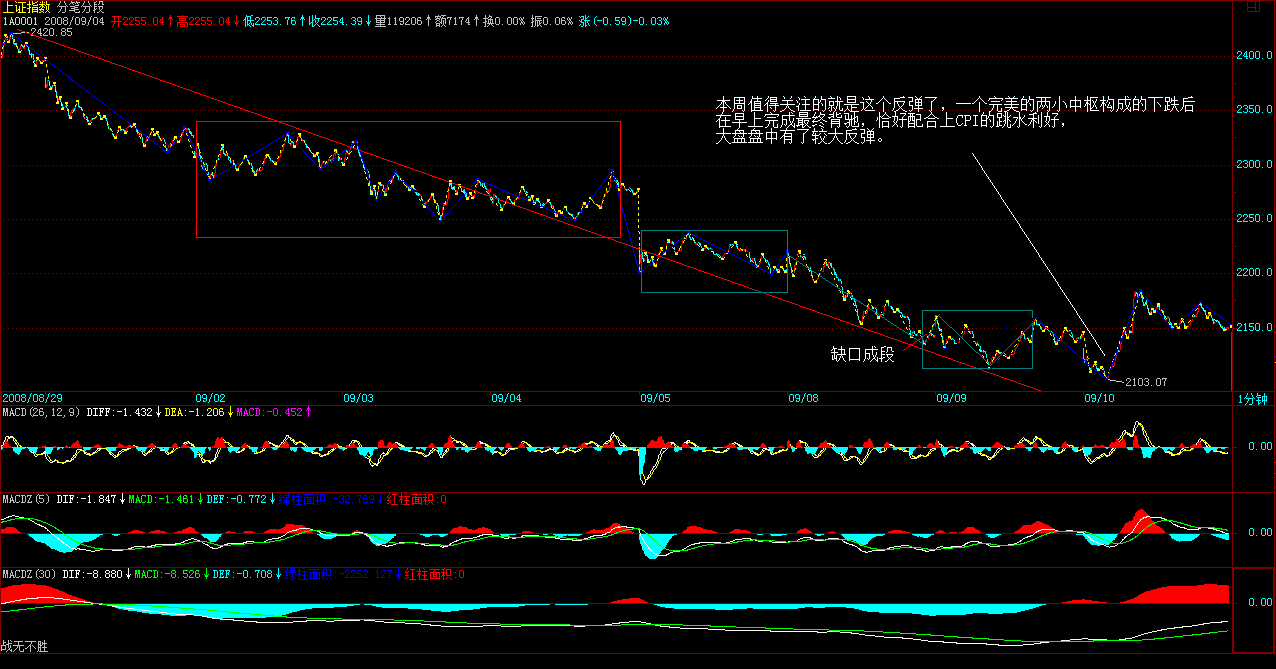 上证指数 分笔分段
1A0001 2008/09/04 开2255.04↑高2255.04↓低2253.76↑收2254.39↓量119206↑额7174↑换0.00% 振0.06% 涨(-0.59)-0.03%
2420.85
2400.0
2350.0
本周值得关注的就是这个反弹了，一个完美的两小中枢构成的下跌后
在早上完成最终背驰，恰好配合上CPI的跳水利好，
大盘盘中有了较大反弹。
2300.0
2250.0
2200.0
2150.0
缺口成段
2103.07
2008/08/29 09/02 09/03 09/04 09/05 09/08 09/09 09/10 1分钟
MACD(26,12,9) DIFF:-1.432↓DEA:-1.206↓MACD:-0.452↑
0.00
MACDZ(5) DIF:-1.847↓MACD:-1.461↓DEF:-0.772↓绿柱面积:-32.789↓红柱面积:0
0.00
MACDZ(30) DIF:-8.880↓MACD:-8.526↓DEF:-0.708↓绿柱面积:-2252.127↓红柱面积:0
0.00
战无不胜